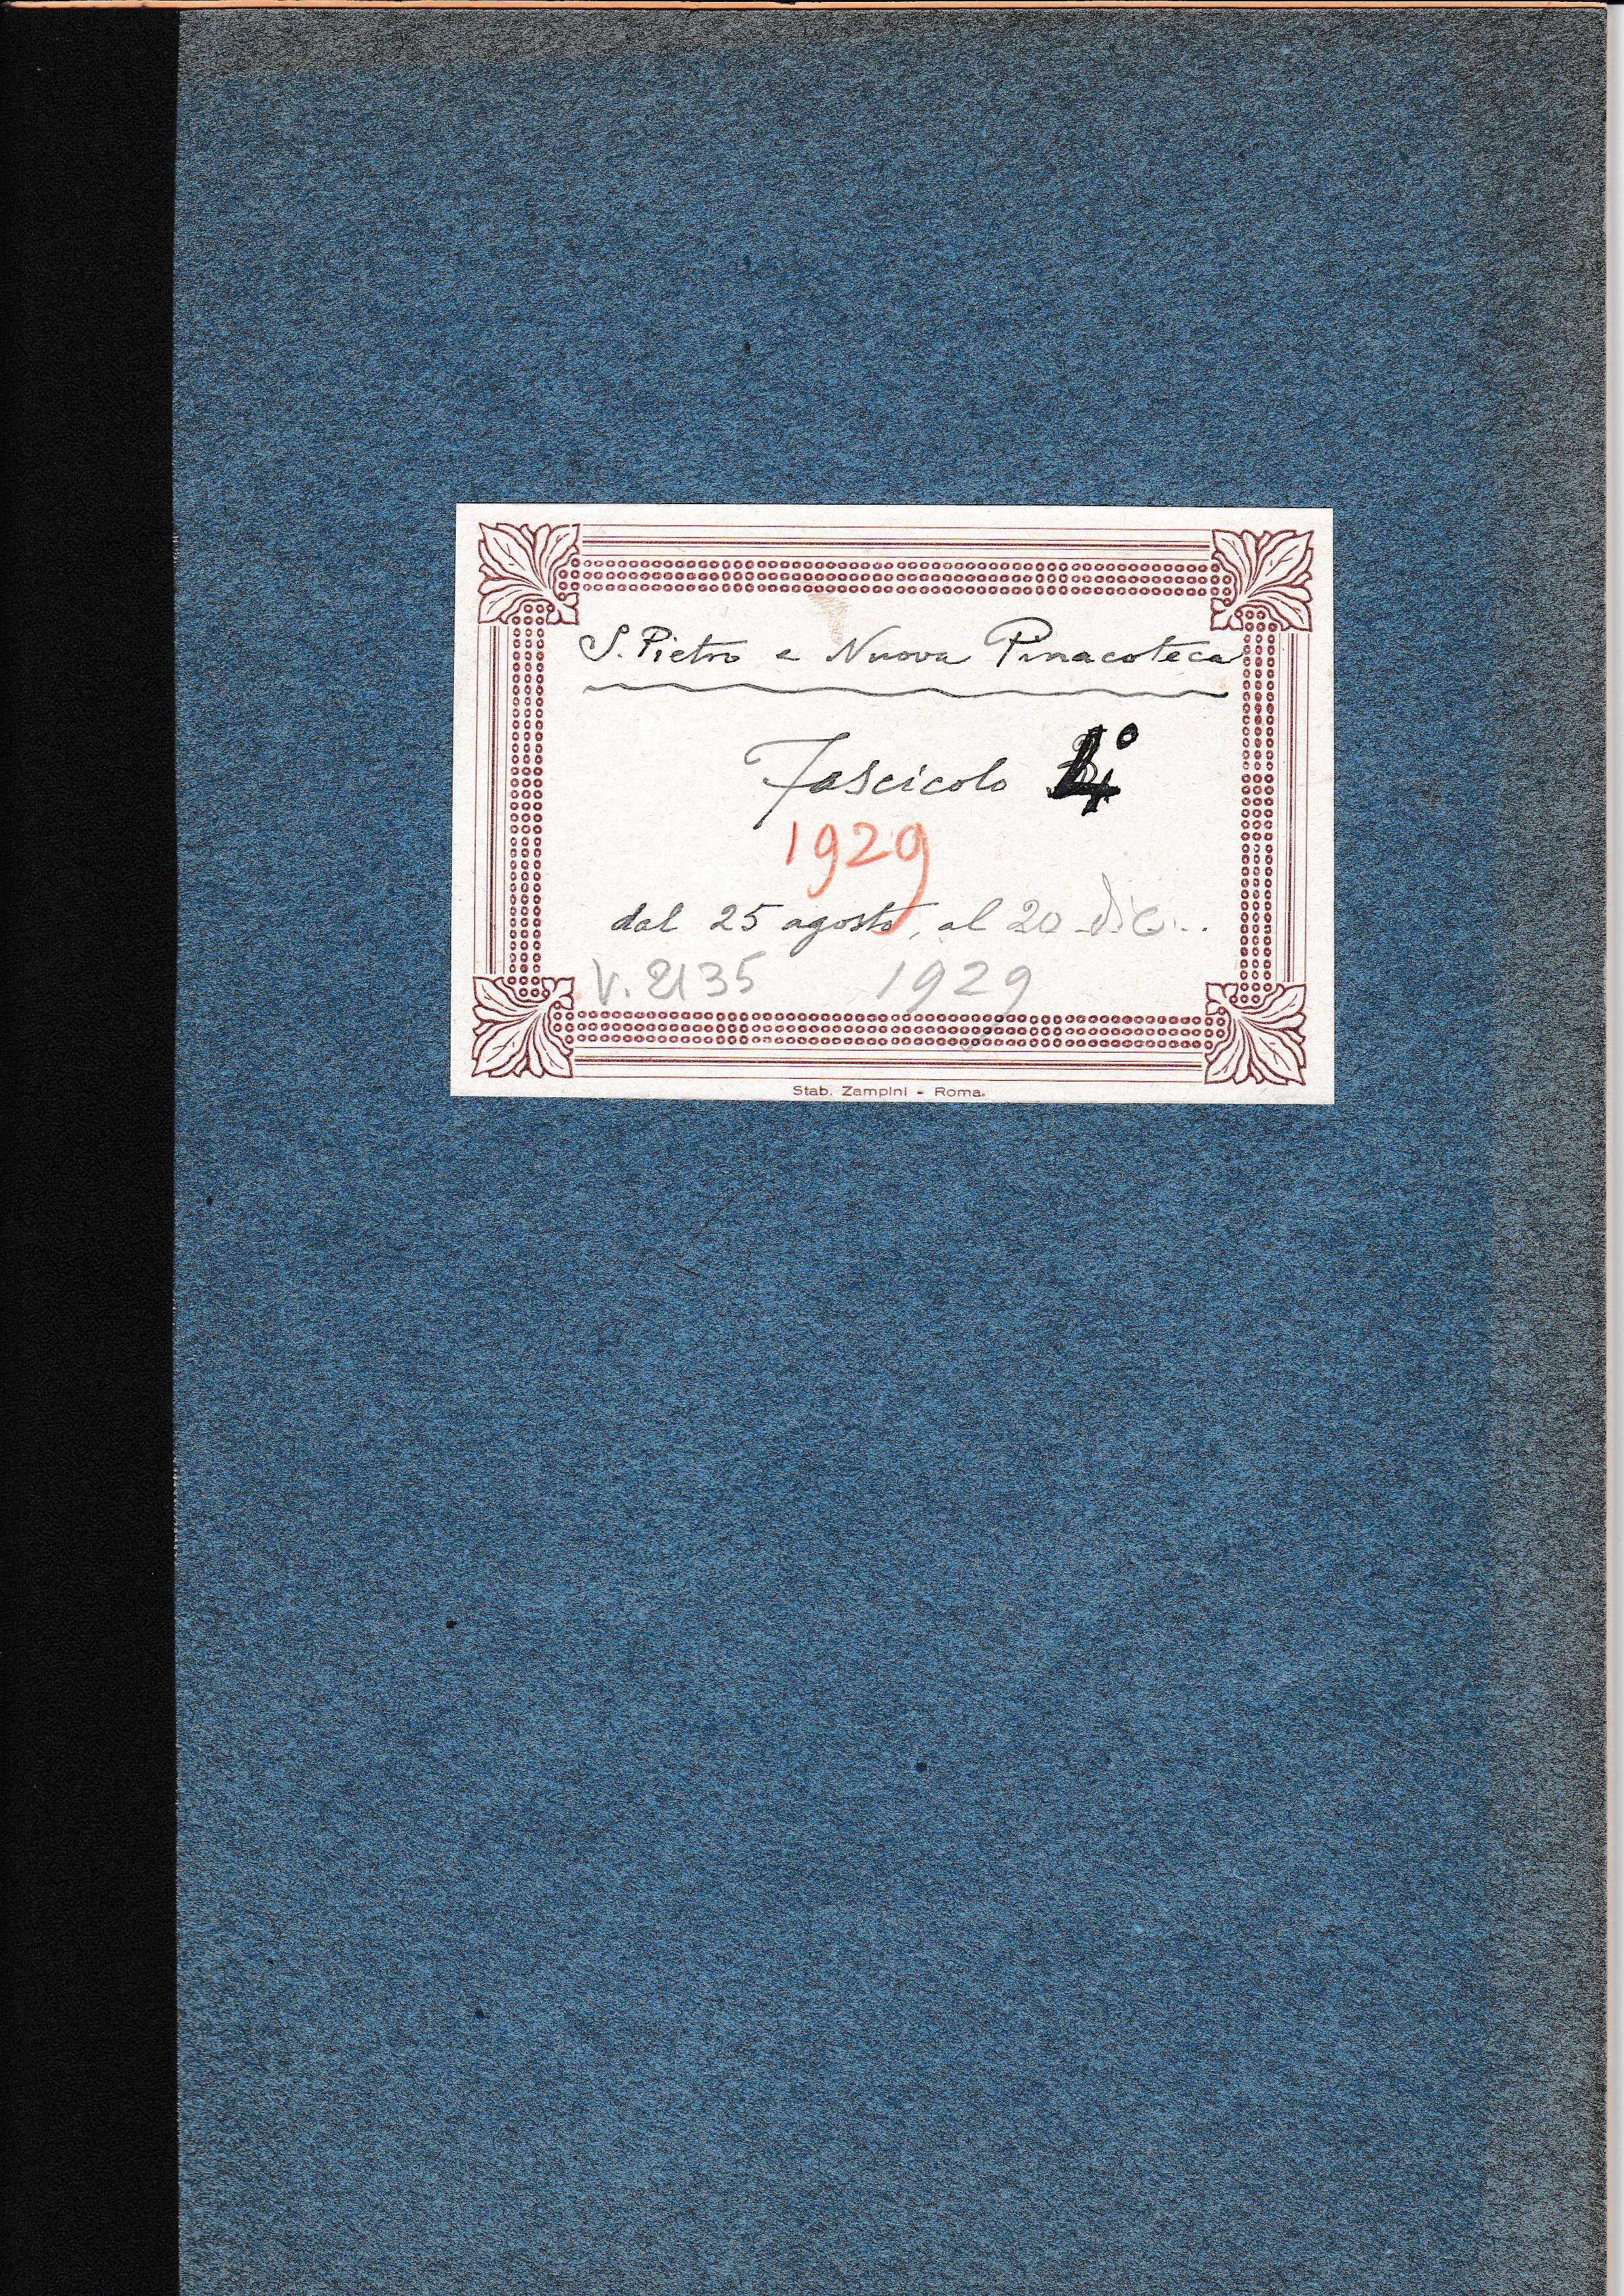 S. Pietro e Nuova Pinacoteca
Fascicolo 4°
1929
dal 25 agosto, al 20 dic..
V. 2135 1929
Stab. Zampini - Roma.